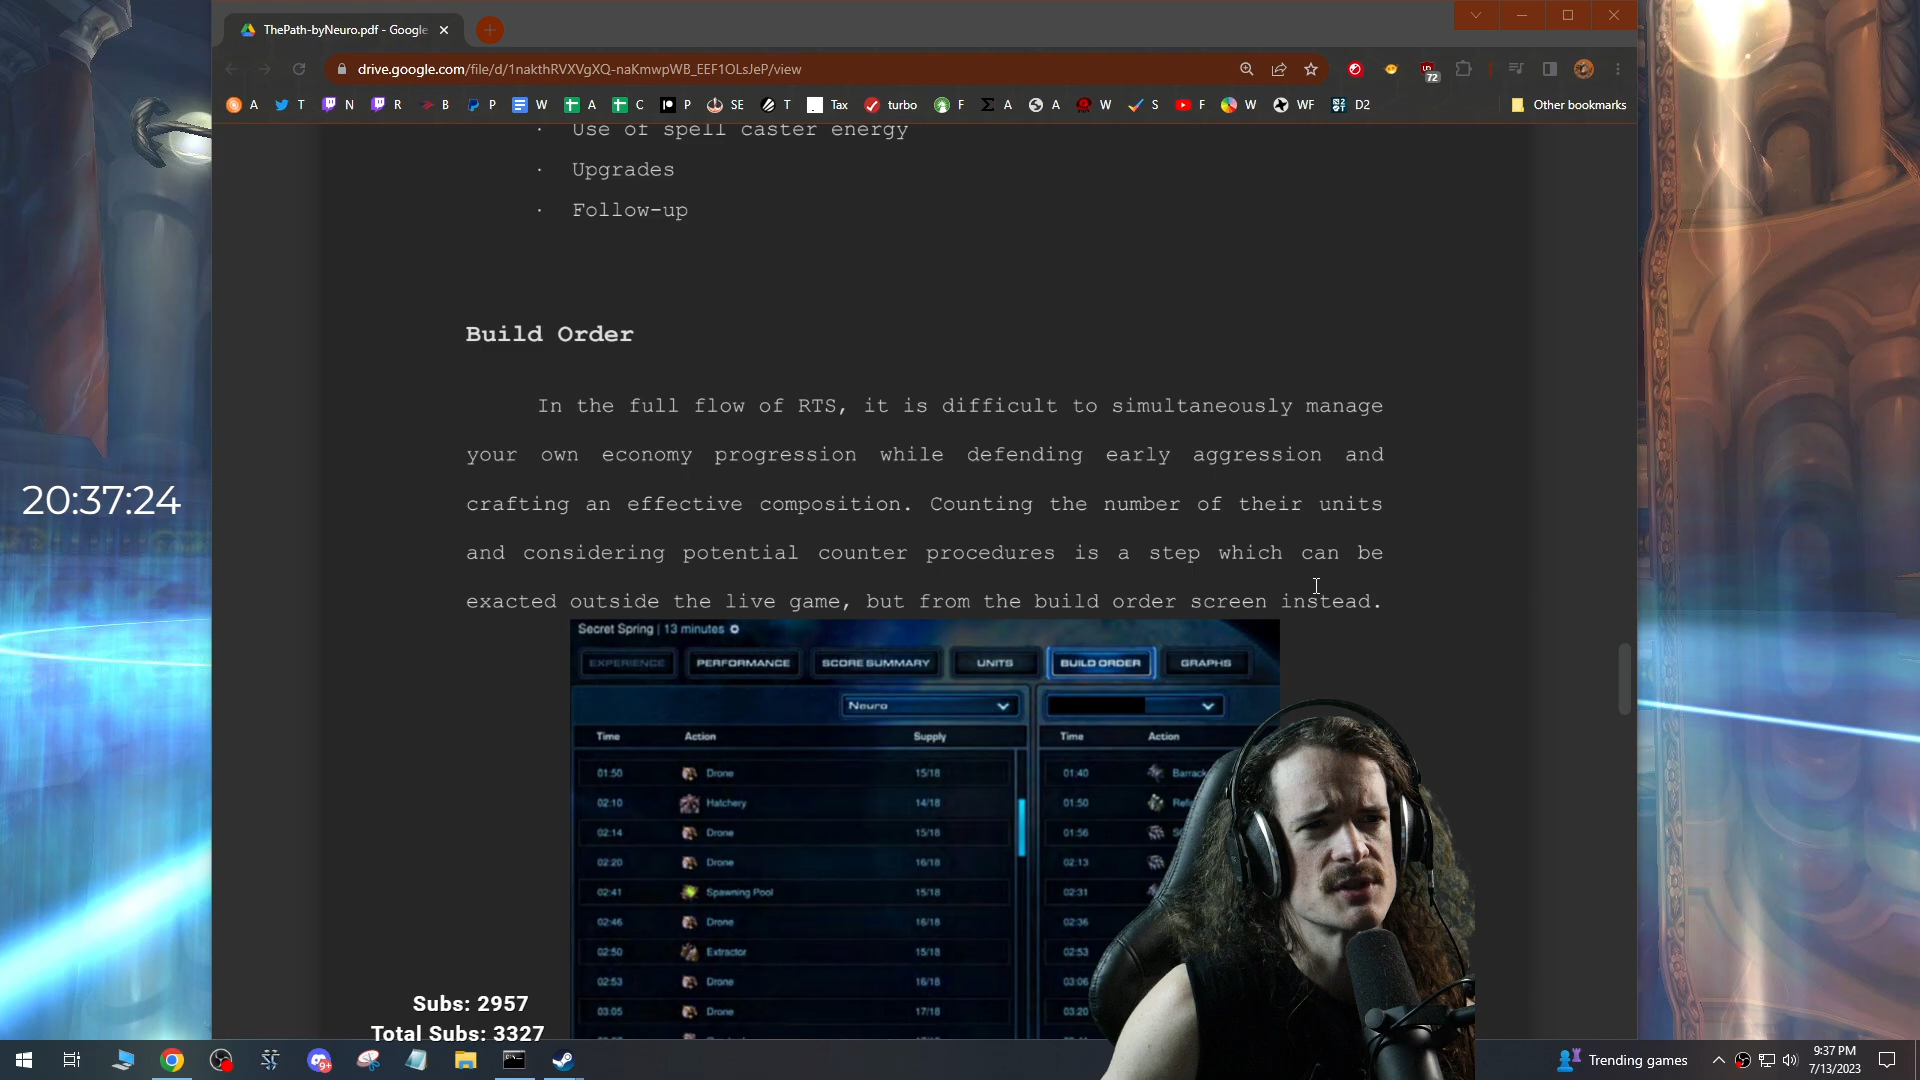 ThePath-byNeuro.pdf - Google
drive.google.com/file/d/1nakthRVXVgXQ-naKmwpWB_EEF1OLsJeP/view
72
A T N R B P W A C P SE T Tax turbo F A A W S F W WF D2 Other bookmarks
· Use of spell caster energy
· Upgrades
· Follow-up
Build Order
In the full flow of RTS, it is difficult to simultaneously manage
your own economy progression while defending early aggression and
crafting an effective composition. Counting the number of their units
and considering potential counter procedures is a step which can be
exacted outside the live game, but from the build order screen instead.
20:37:24
Secret Spring | 13 minutes
EXPERIENCE PERFORMANCE SCORE SUMMARY UNITS BUILD ORDER GRAPHS
Neuro
Time Action Supply Time Action
01:50 Drone 15/18 01:40
02:10 Hatchery 14/18 01:50
02:14 Drone 15/18 01:56
02:20 Drone 16/18 02:13
02:41 Spawning Pool 15/18 02:31
02:46 Drone 16/18 02:36
02:50 Extractor 15/18 02:53
02:53 Drone 16/18 03:06
03:05 Drone 17/18 03:20
Subs: 2957
Total Subs: 3327
Trending games
9:37 PM
7/13/2023